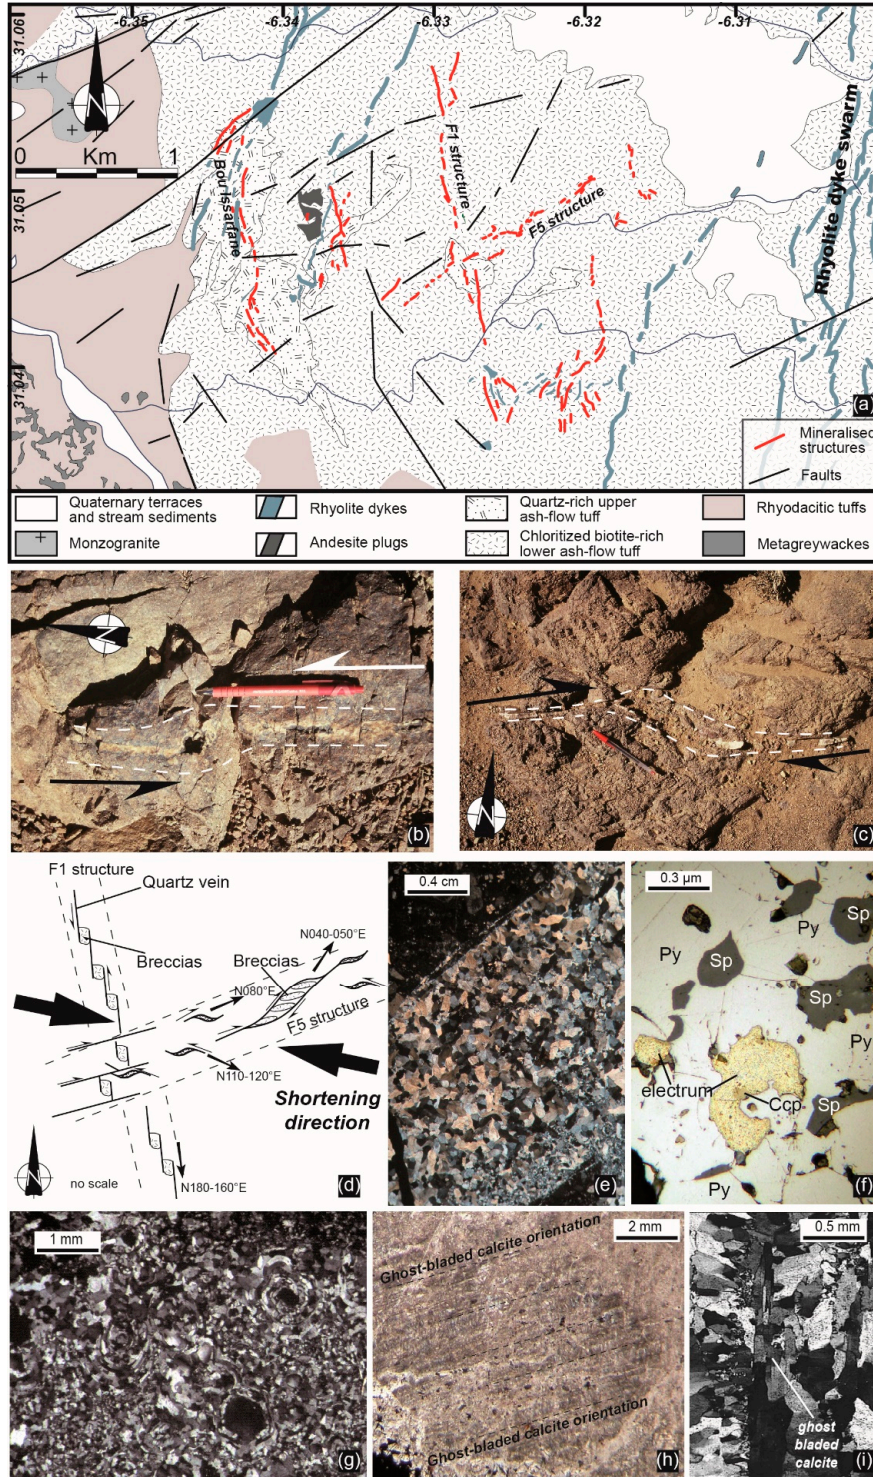 -6.35 -6.34 -6.33 -6.32 -6.31
31.06
31.05
31.04
N
0 Km 1
Bou Issarfane
F1 structure
F5 structure
Rhyolite dyke swarm
(a)
Mineralised
structures
Faults
Quaternary terraces
and stream sediments
Rhyolite dykes
Quartz-rich upper
ash-flow tuff
Rhyodacitic tuffs
Monzogranite
Andesite plugs
Chloritized biotite-rich
lower ash-flow tuff
Metagreywackes
N
(b)
N
(c)
F1 structure
Quartz vein
Breccias
Breccias
N040-050°E
N080°E
F5 structure
N110-120°E
Shortening
direction
N180-160°E
N
no scale
(d)
0.4 cm
(e)
0.3 µm
Sp
Py
Sp
Py
Sp
Py
electrum
Ccp
Sp
Py
(f)
1 mm
(g)
2 mm
Ghost-bladed calcite orientation
Ghost-bladed calcite orientation
(h)
0.5 mm
ghost
bladed
calcite
(i)